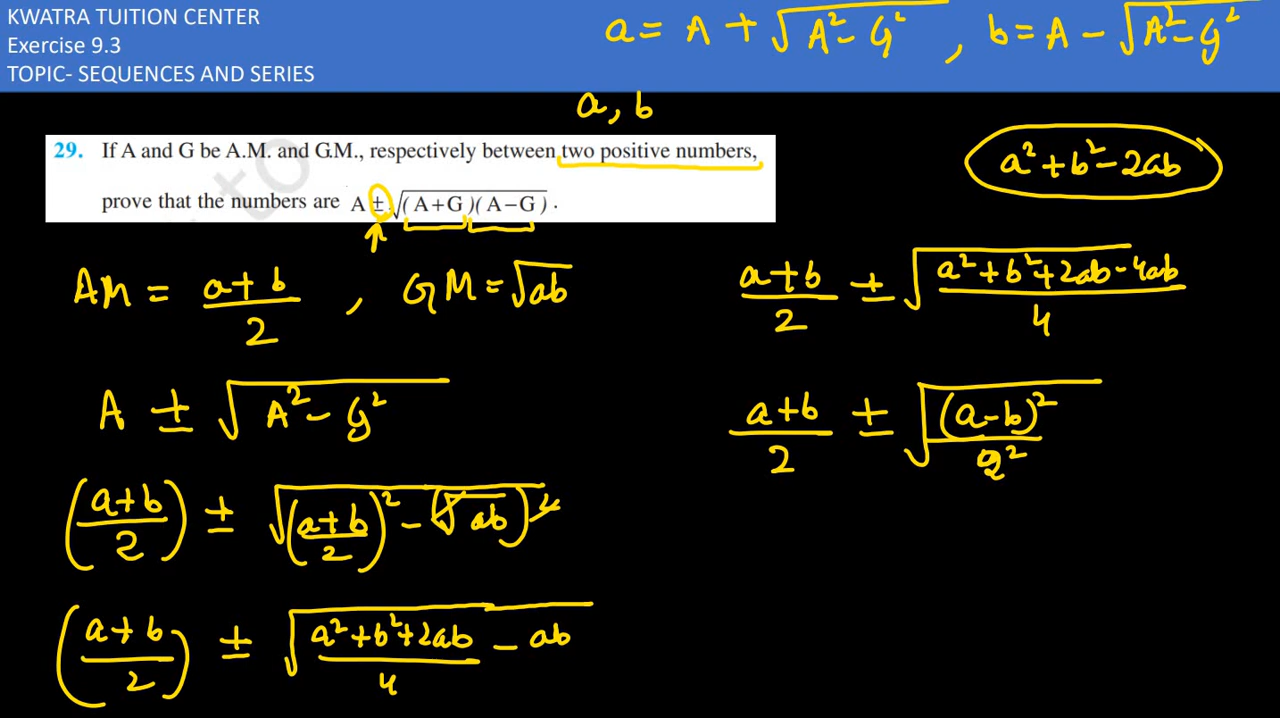 KWATRA TUITION CENTER
Exercise 9.3
TOPIC- SEQUENCES AND SERIES
a = A + √(A² - G²) , b = A - √(A² - G²)
a, b
29. If A and G be A.M. and G.M., respectively between two positive numbers,
prove that the numbers are A ± √((A+G)(A−G)).
to
a² + b² - 2ab
AM = (a+b)/2 , GM = √ab
A ± √(A² - G²)
((a+b)/2) ± √(((a+b)/2)² - (√ab)²)
((a+b)/2) ± √((a²+b²+2ab)/4 - ab)
(a+b)/2 ± √((a²+b²+2ab-4ab)/4)
(a+b)/2 ± √((a-b)²/2²)